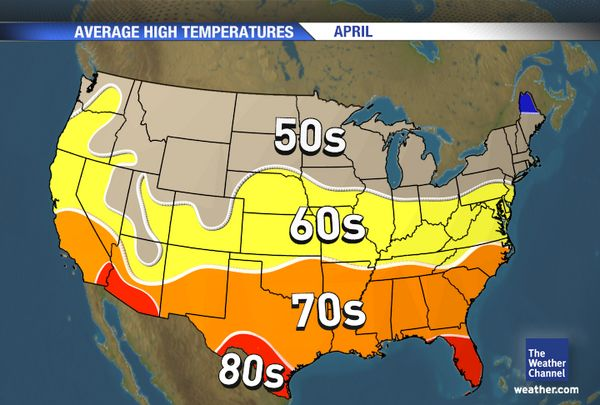 AVERAGE HIGH TEMPERATURES APRIL
50s
60s
70s
80s
The
Weather
Channel
weather.com